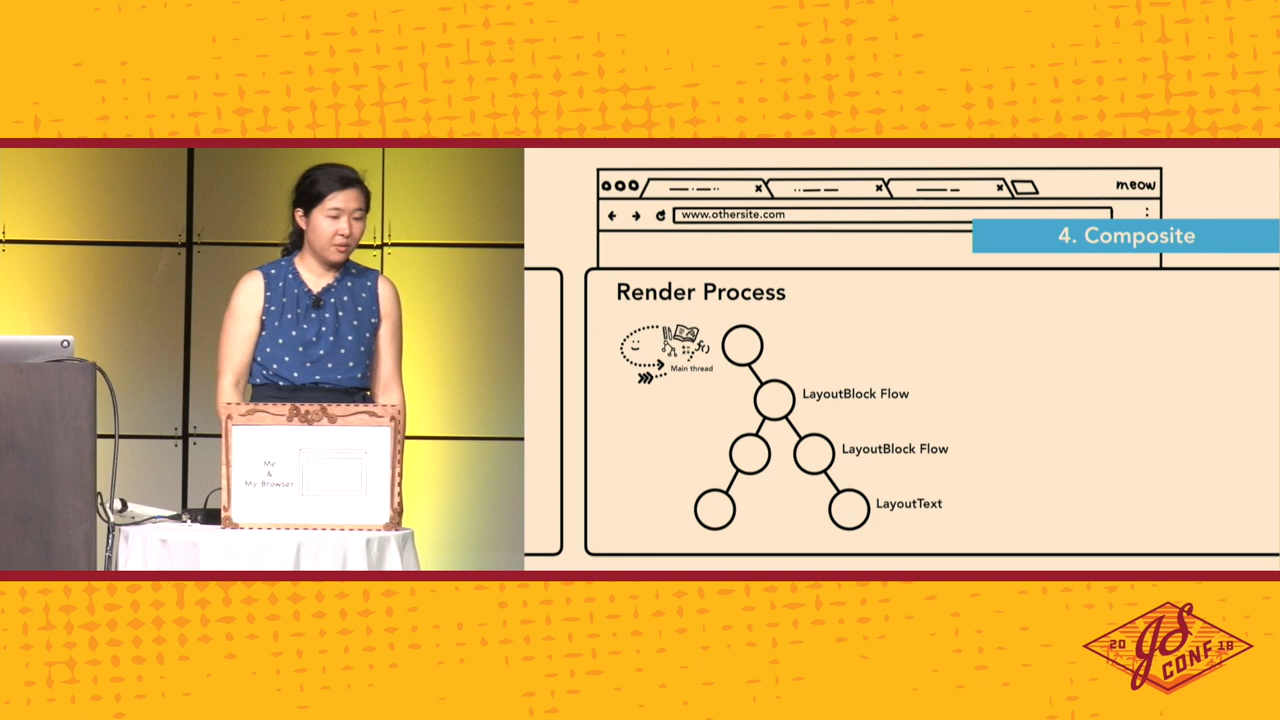 meow
www.othersite.com
4. Composite
Render Process
Main thread
LayoutBlock Flow
LayoutBlock Flow
LayoutText
Me
&
My Browser
20 JS 18
CONF